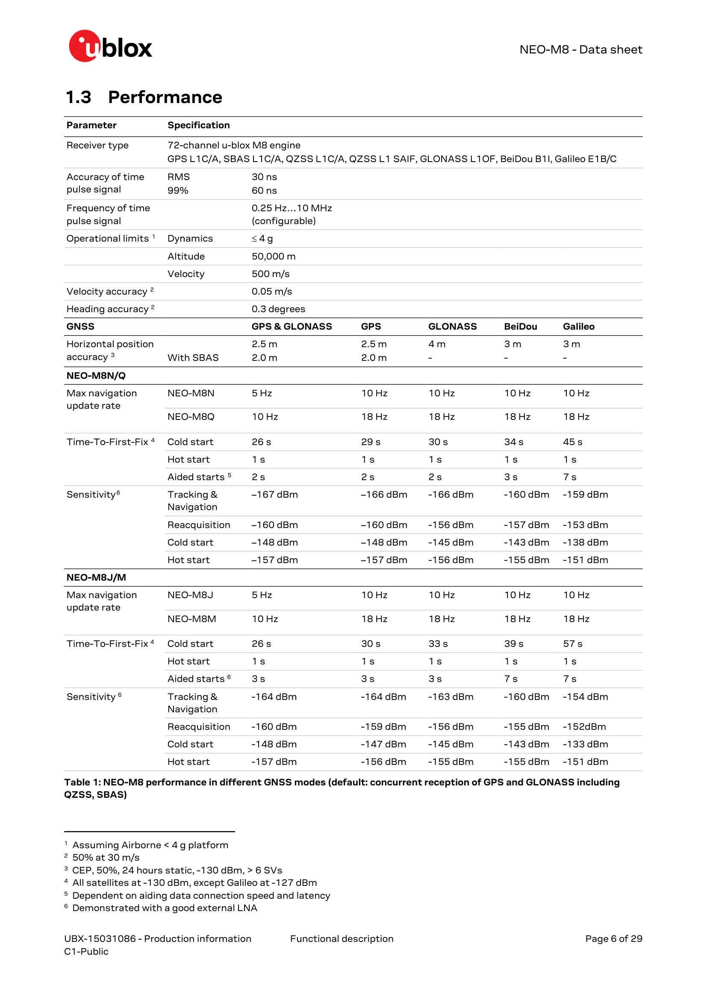 ublox
NEO-M8 - Data sheet
1.3 Performance
Parameter Specification
Receiver type 72-channel u-blox M8 engine
GPS L1C/A, SBAS L1C/A, QZSS L1C/A, QZSS L1 SAIF, GLONASS L1OF, BeiDou B1I, Galileo E1B/C
Accuracy of time RMS 30 ns
pulse signal 99% 60 ns
Frequency of time 0.25 Hz…10 MHz
pulse signal (configurable)
Operational limits 1 Dynamics ≤ 4 g
Altitude 50,000 m
Velocity 500 m/s
Velocity accuracy 2 0.05 m/s
Heading accuracy 2 0.3 degrees
GNSS GPS & GLONASS GPS GLONASS BeiDou Galileo
Horizontal position 2.5 m 2.5 m 4 m 3 m 3 m
accuracy 3 With SBAS 2.0 m 2.0 m - - -
NEO-M8N/Q
Max navigation NEO-M8N 5 Hz 10 Hz 10 Hz 10 Hz 10 Hz
update rate
NEO-M8Q 10 Hz 18 Hz 18 Hz 18 Hz 18 Hz
Time-To-First-Fix 4 Cold start 26 s 29 s 30 s 34 s 45 s
Hot start 1 s 1 s 1 s 1 s 1 s
Aided starts 5 2 s 2 s 2 s 3 s 7 s
Sensitivity6 Tracking & –167 dBm –166 dBm -166 dBm -160 dBm -159 dBm
Navigation
Reacquisition –160 dBm –160 dBm -156 dBm -157 dBm -153 dBm
Cold start –148 dBm –148 dBm -145 dBm -143 dBm -138 dBm
Hot start –157 dBm –157 dBm -156 dBm -155 dBm -151 dBm
NEO-M8J/M
Max navigation NEO-M8J 5 Hz 10 Hz 10 Hz 10 Hz 10 Hz
update rate
NEO-M8M 10 Hz 18 Hz 18 Hz 18 Hz 18 Hz
Time-To-First-Fix 4 Cold start 26 s 30 s 33 s 39 s 57 s
Hot start 1 s 1 s 1 s 1 s 1 s
Aided starts 6 3 s 3 s 3 s 7 s 7 s
Sensitivity 6 Tracking & -164 dBm -164 dBm -163 dBm -160 dBm -154 dBm
Navigation
Reacquisition -160 dBm -159 dBm -156 dBm -155 dBm -152dBm
Cold start -148 dBm -147 dBm -145 dBm -143 dBm -133 dBm
Hot start -157 dBm -156 dBm -155 dBm -155 dBm -151 dBm
Table 1: NEO-M8 performance in different GNSS modes (default: concurrent reception of GPS and GLONASS including
QZSS, SBAS)
1 Assuming Airborne < 4 g platform
2 50% at 30 m/s
3 CEP, 50%, 24 hours static, -130 dBm, > 6 SVs
4 All satellites at -130 dBm, except Galileo at -127 dBm
5 Dependent on aiding data connection speed and latency
6 Demonstrated with a good external LNA
UBX-15031086 - Production information Functional description Page 6 of 29
C1-Public